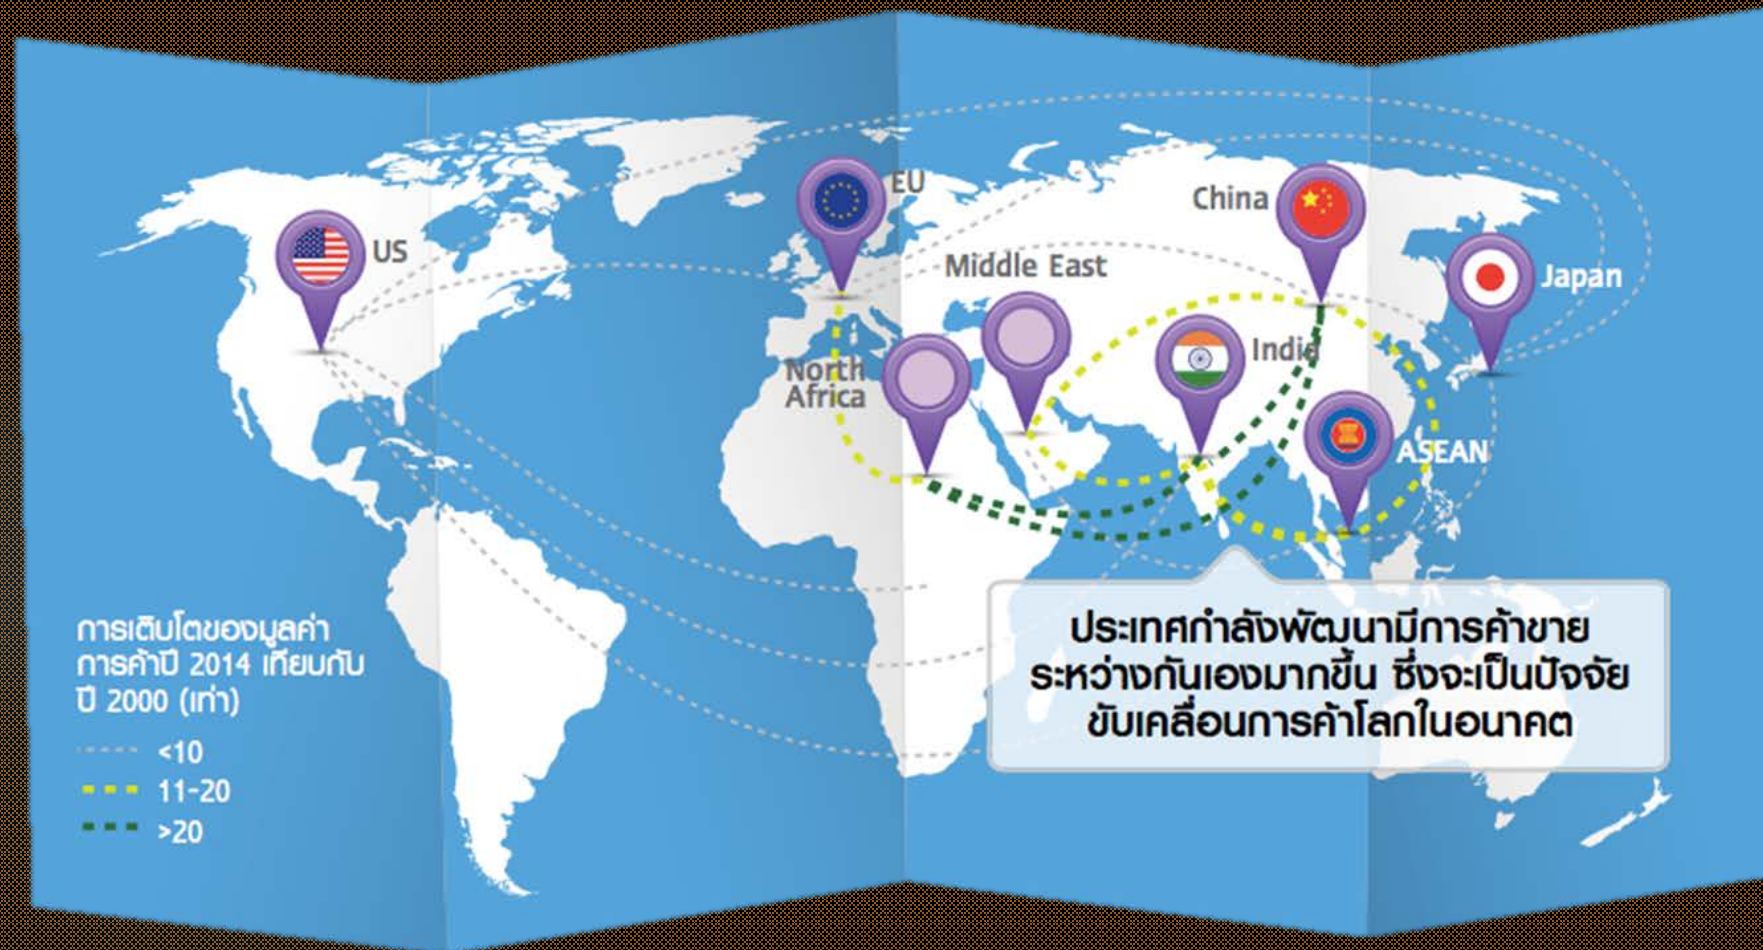 EU
China
US
Middle East
Japan
India
North
Africa
ASEAN
การเติบโตของมูลค่า
การค้าปี 2014 เทียบกับ
ปี 2000 (เท่า)
<10
11-20
>20
ประเทศกำลังพัฒนามีการค้าขาย
ระหว่างกันเองมากขึ้น ซึ่งจะเป็นปัจจัย
ขับเคลื่อนการค้าโลกในอนาคต